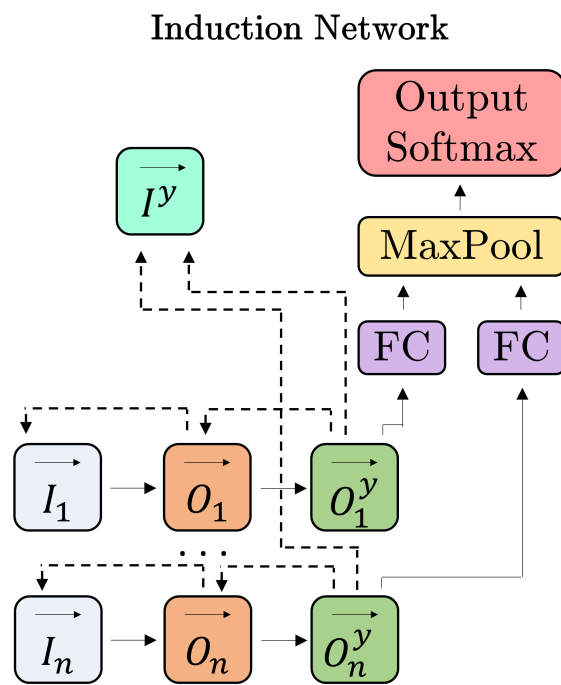 Induction Network
Output
Softmax
I^y
MaxPool
FC FC
I_1 O_1 O_1^y
. . .
I_n O_n O_n^y